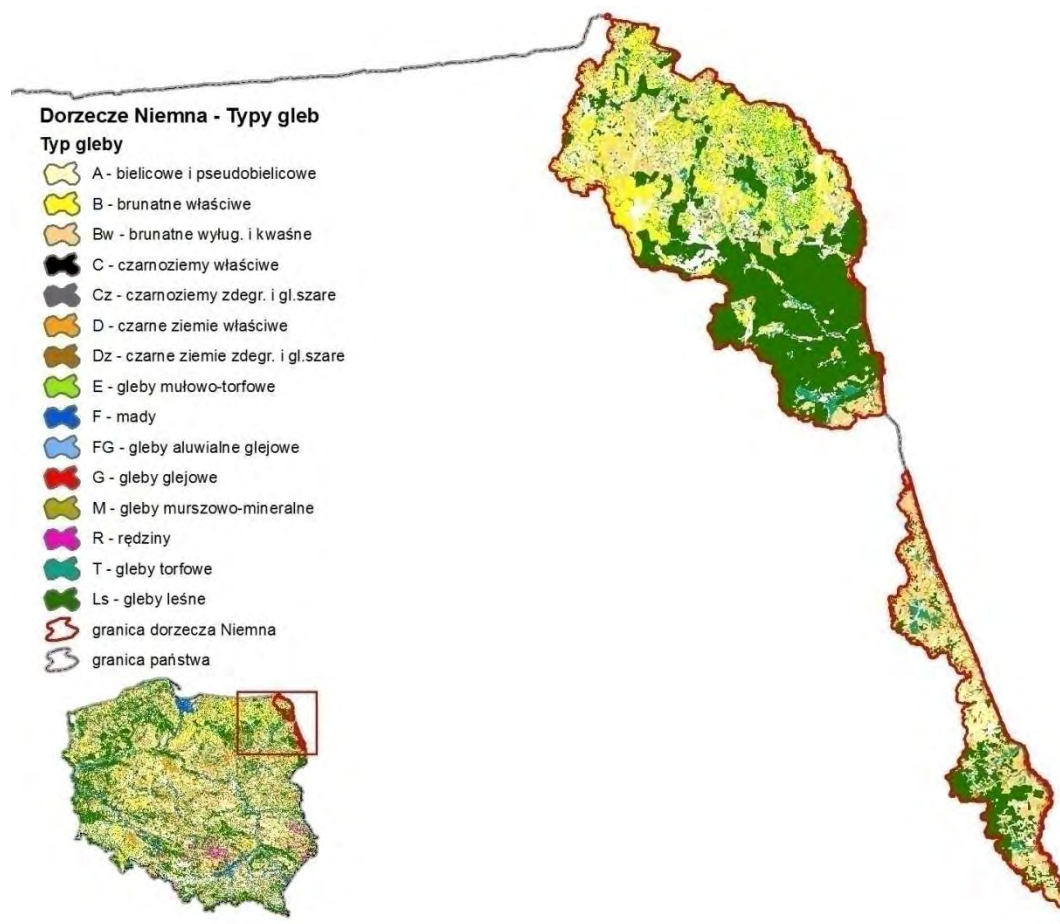 Dorzecze Niemna - Typy gleb
Typ gleby
A - bielicowe i pseudobielicowe
B - brunatne właściwe
Bw - brunatne wyług. i kwaśne
C - czarnoziemy właściwe
Cz - czarnoziemy zdegr. i gl.szare
D - czarne ziemie właściwe
Dz - czarne ziemie zdegr. i gl.szare
E - gleby mułowo-torfowe
F - mady
FG - gleby aluwialne glejowe
G - gleby glejowe
M - gleby murszowo-mineralne
R - rędziny
T - gleby torfowe
Ls - gleby leśne
granica dorzecza Niemna
granica państwa